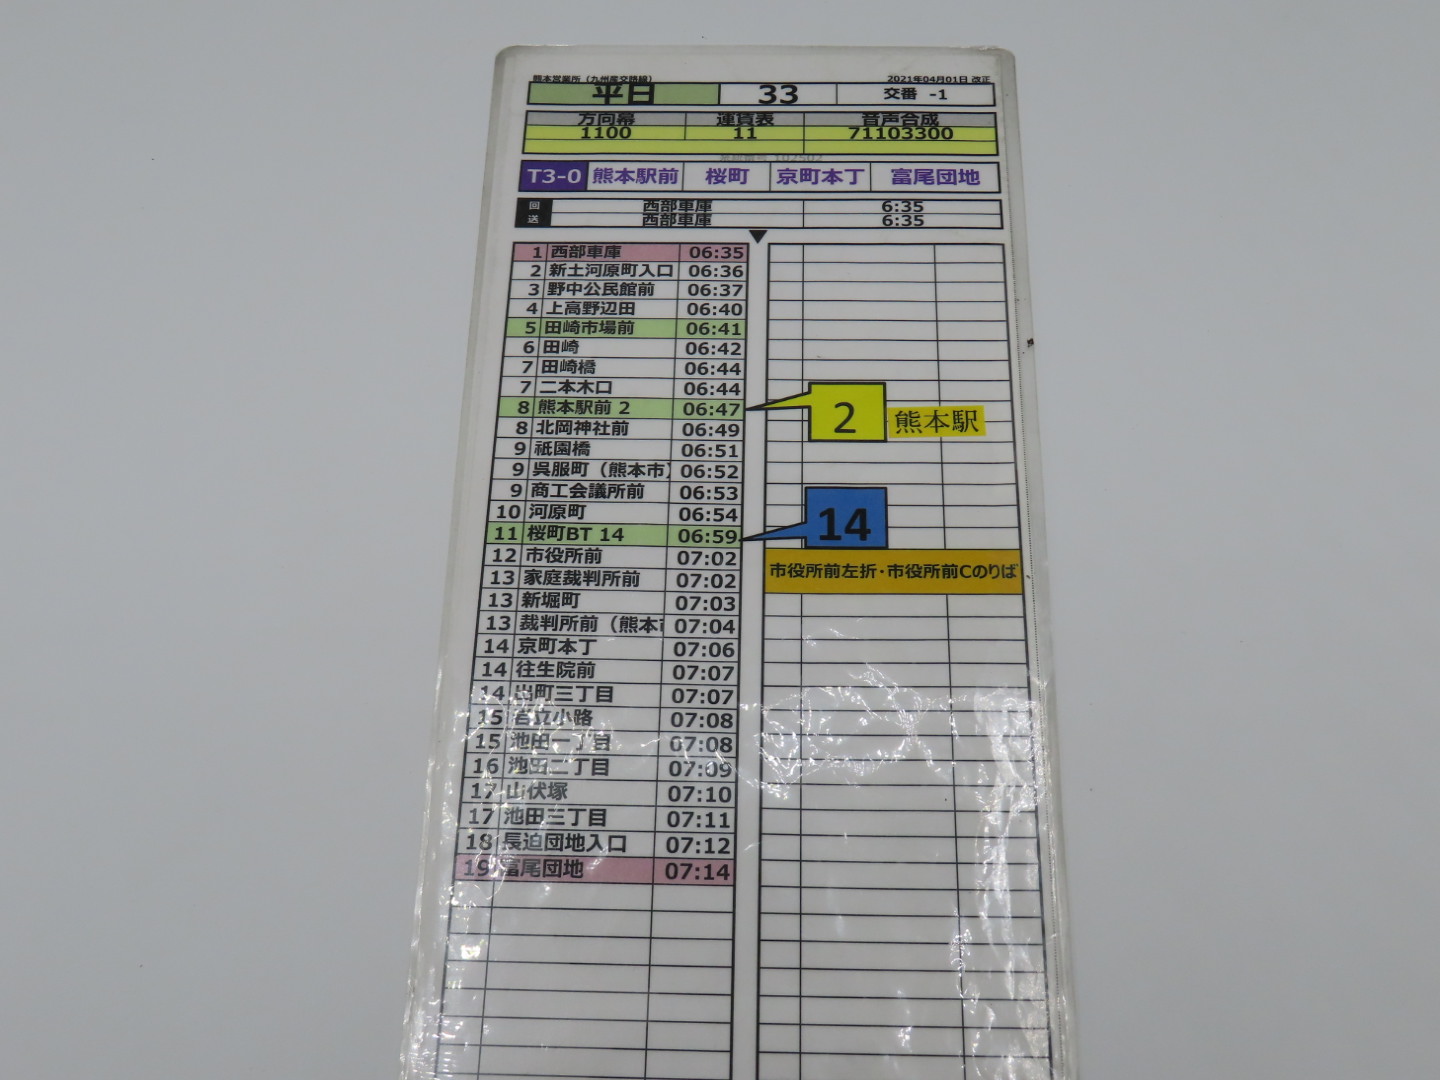 熊本営業所（九州産交路線） 2021年04月01日 改正
平日 33 交番 -1
方向幕 運賃表 音声合成
1100 11 71103300
系統番号 102502
T3-0 熊本駅前 桜町 京町本丁 富尾団地
回送 西部車庫 6:35
西部車庫 6:35
1 西部車庫 06:35
2 新土河原町入口 06:36
3 野中公民館前 06:37
4 上高野辺田 06:40
5 田崎市場前 06:41
6 田崎 06:42
7 田崎橋 06:44
7 二本木口 06:44
8 熊本駅前 2 06:47
2 熊本駅
8 北岡神社前 06:49
9 祇園橋 06:51
9 呉服町（熊本市） 06:52
9 商工会議所前 06:53
10 河原町 06:54
11 桜町BT 14 06:59
14
12 市役所前 07:02
市役所前左折・市役所前Cのりば
13 家庭裁判所前 07:02
13 新堀町 07:03
13 裁判所前（熊本市 07:04
14 京町本丁 07:06
14 往生院前 07:07
14 出町三丁目 07:07
15 岩立小路 07:08
15 池田一丁目 07:08
16 池田二丁目 07:09
17 山伏塚 07:10
17 池田三丁目 07:11
18 長迫団地入口 07:12
19 富尾団地 07:14